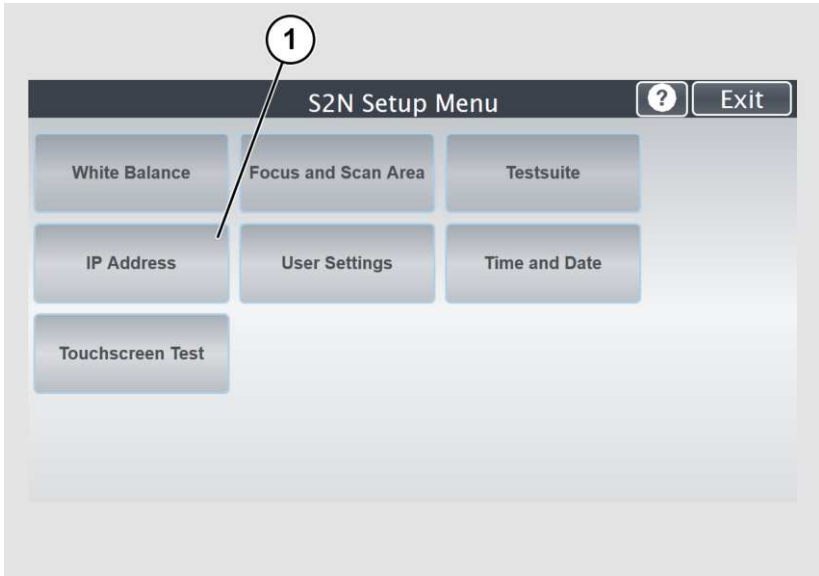 1
S2N Setup Menu ? Exit
White Balance Focus and Scan Area Testsuite
IP Address User Settings Time and Date
Touchscreen Test